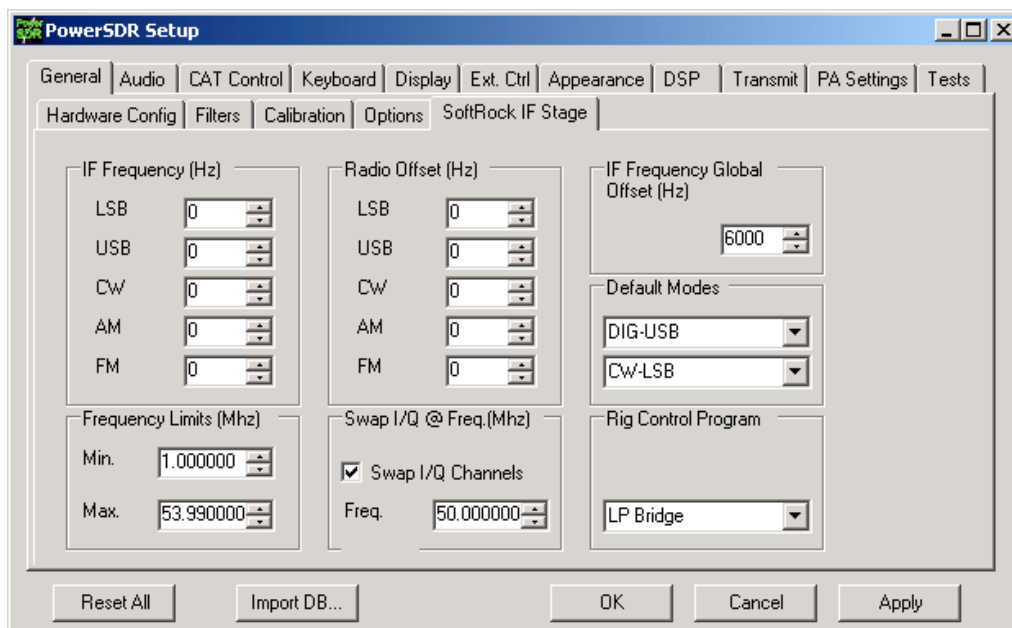 PowerSDR Setup
General Audio CAT Control Keyboard Display Ext. Ctrl Appearance DSP Transmit PA Settings Tests
Hardware Config Filters Calibration Options SoftRock IF Stage
IF Frequency (Hz)
LSB 0
USB 0
CW 0
AM 0
FM 0
Radio Offset (Hz)
LSB 0
USB 0
CW 0
AM 0
FM 0
IF Frequency Global
Offset (Hz)
6000
Default Modes
DIG-USB
CW-LSB
Frequency Limits (Mhz)
Min. 1.000000
Max. 53.990000
Swap I/Q @ Freq.(Mhz)
Swap I/Q Channels
Freq. 50.000000
Rig Control Program
LP Bridge
Reset All Import DB... OK Cancel Apply